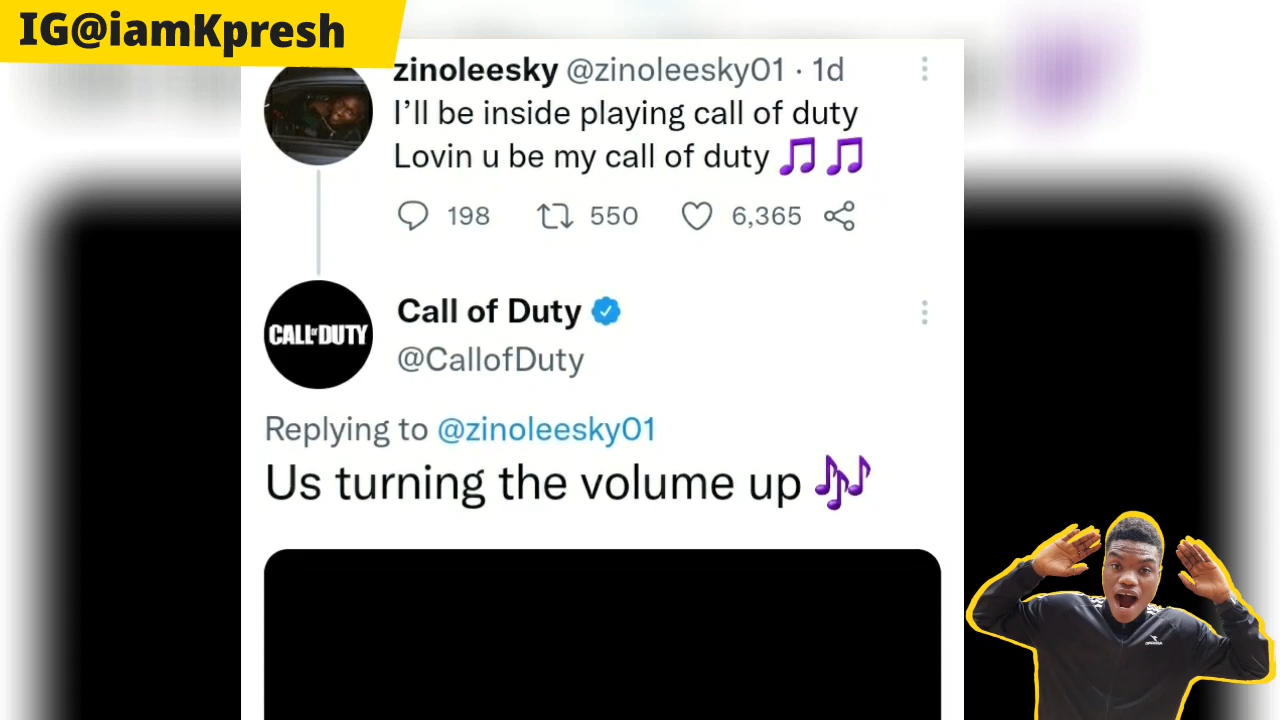 IG@iamKpresh
zinoleesky @zinoleesky01 · 1d
I’ll be inside playing call of duty
Lovin u be my call of duty 🎵🎵
198 550 6,365
CALL OF DUTY
Call of Duty
@CallofDuty
Replying to @zinoleesky01
Us turning the volume up 🎶